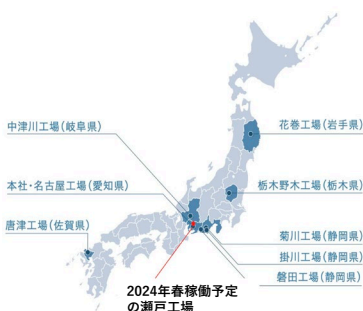 中津川工場(岐阜県)
花巻工場(岩手県)
本社・名古屋工場(愛知県)
栃木野木工場(栃木県)
唐津工場(佐賀県)
菊川工場(静岡県)
掛川工場(静岡県)
磐田工場(静岡県)
2024年春稼働予定
の瀬戸工場